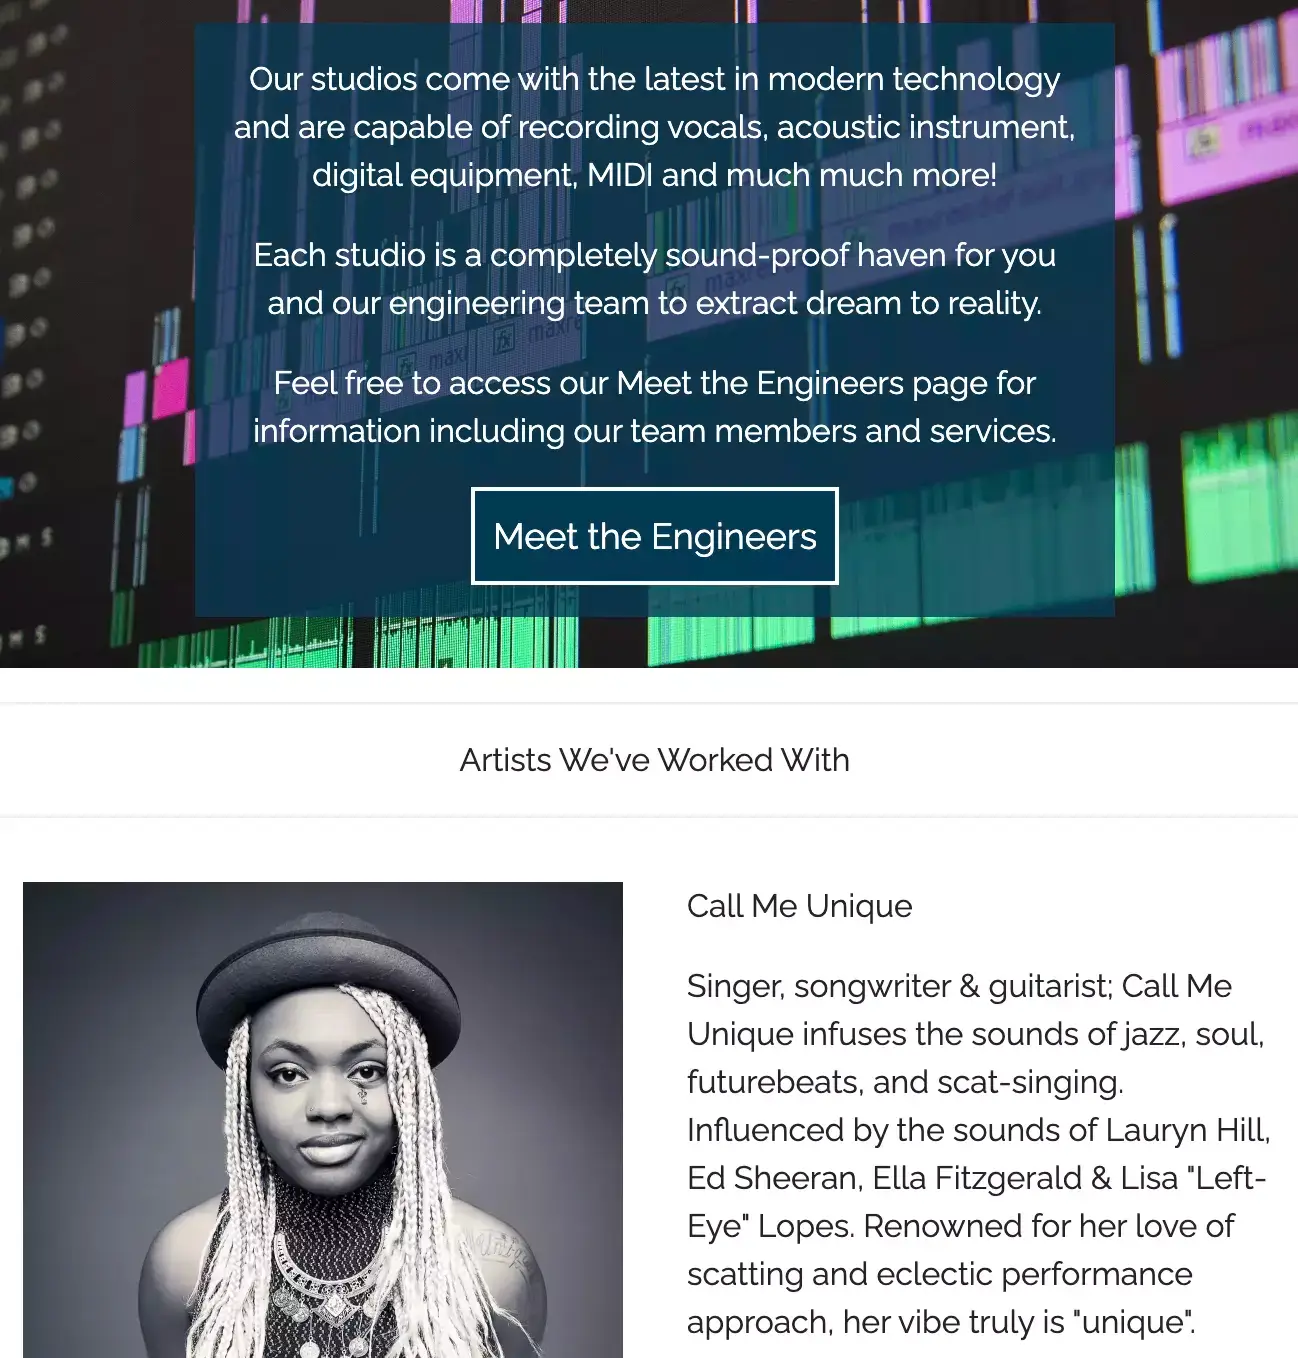 Our studios come with the latest in modern technology
and are capable of recording vocals, acoustic instrument,
digital equipment, MIDI and much much more!
Each studio is a completely sound-proof haven for you
and our engineering team to extract dream to reality.
Feel free to access our Meet the Engineers page for
information including our team members and services.
Meet the Engineers
Artists We've Worked With
Call Me Unique
Singer, songwriter & guitarist; Call Me
Unique infuses the sounds of jazz, soul,
futurebeats, and scat-singing.
Influenced by the sounds of Lauryn Hill,
Ed Sheeran, Ella Fitzgerald & Lisa "Left-
Eye" Lopes. Renowned for her love of
scatting and eclectic performance
approach, her vibe truly is "unique".